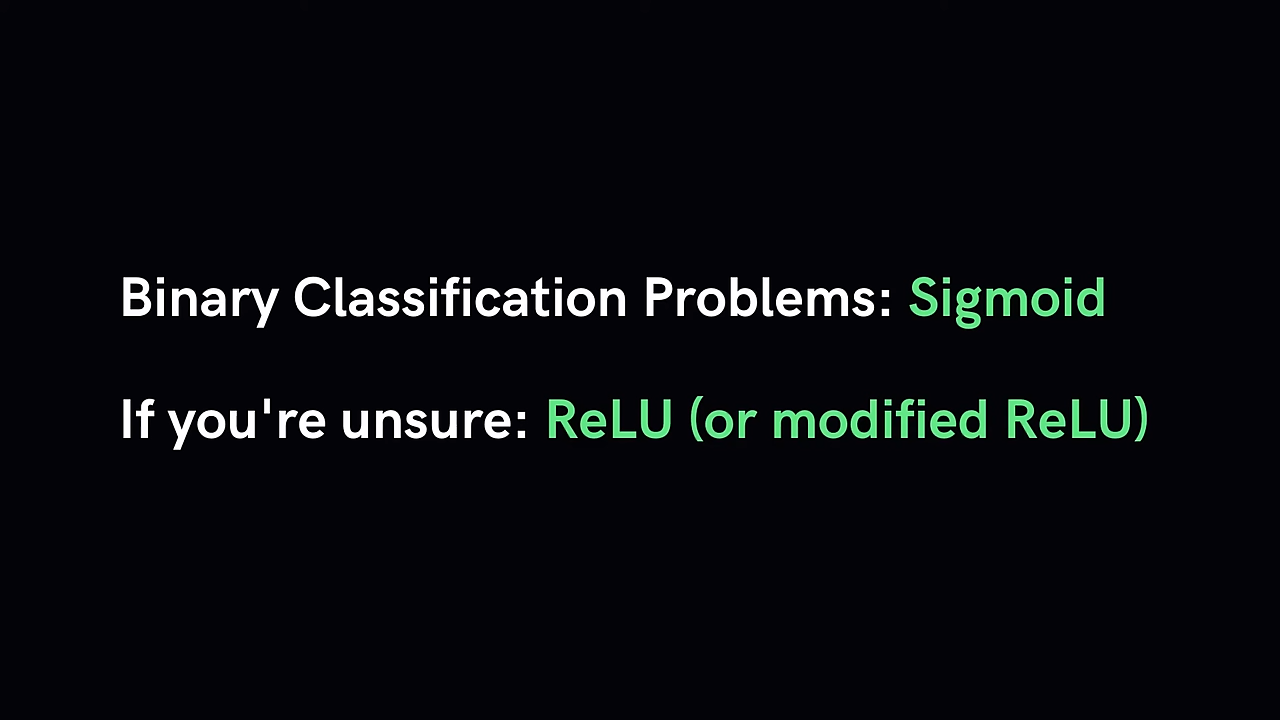 Binary Classification Problems: Sigmoid
If you're unsure: ReLU (or modified ReLU)